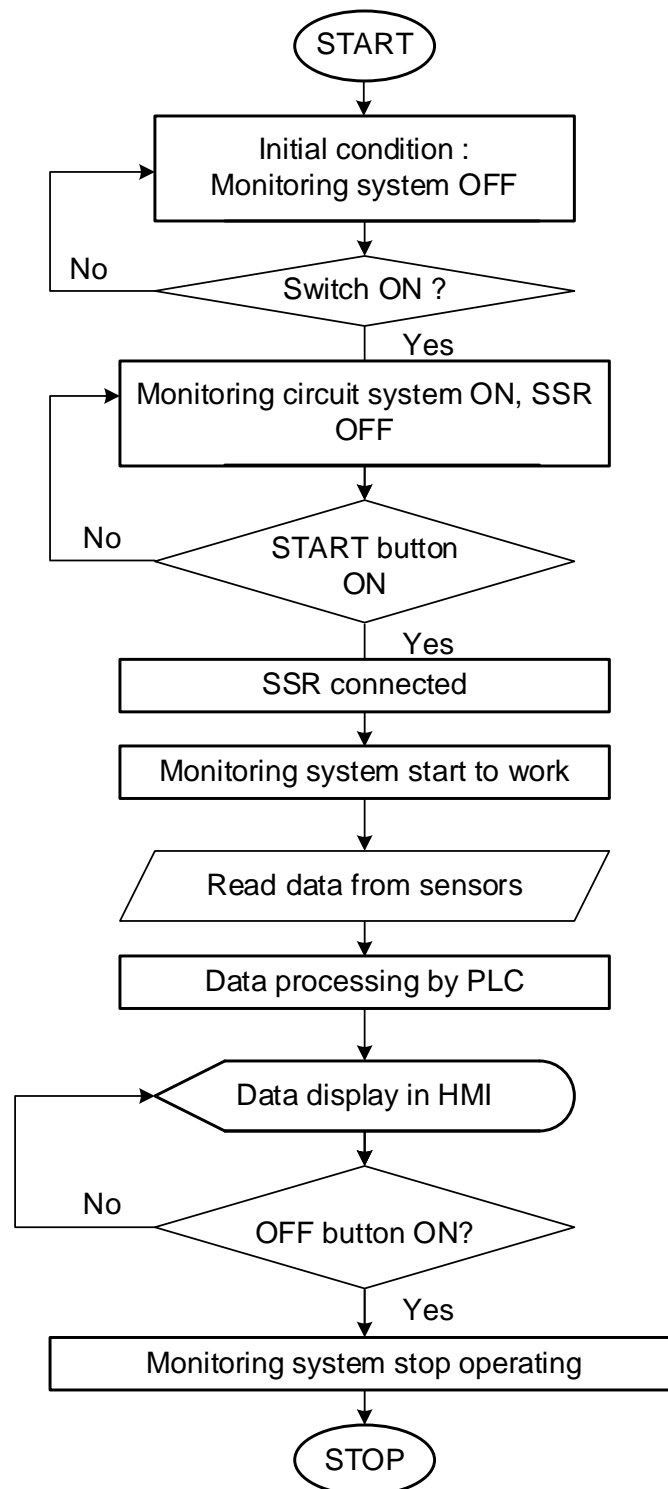 START
Initial condition :
Monitoring system OFF
No
Switch ON ?
Yes
Monitoring circuit system ON, SSR
OFF
No
START button
ON
Yes
SSR connected
Monitoring system start to work
Read data from sensors
Data processing by PLC
Data display in HMI
No
OFF button ON?
Yes
Monitoring system stop operating
STOP